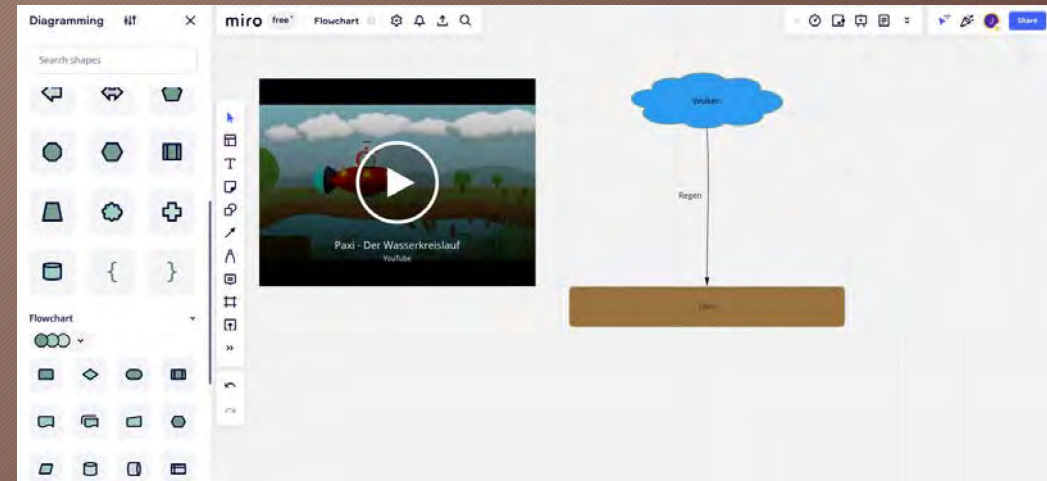 Diagramming
miro free
Flowchart
Share
Search shapes
Wolken
Regen
Paxi - Der Wasserkreislauf
YouTube
Flowchart